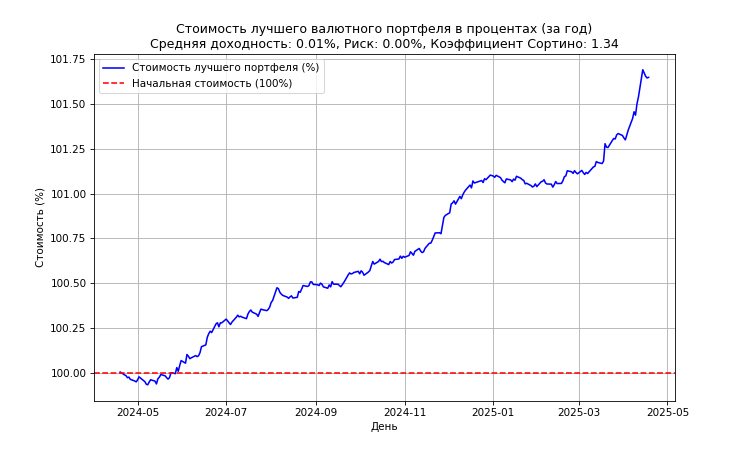 Стоимость лучшего валютного портфеля в процентах (за год)
Средняя доходность: 0.01%, Риск: 0.00%, Коэффициент Сортино: 1.34
Стоимость лучшего портфеля (%)
Начальная стоимость (100%)
Стоимость (%)
101.75
101.50
101.25
101.00
100.75
100.50
100.25
100.00
2024-05
2024-07
2024-09
2024-11
2025-01
2025-03
2025-05
День